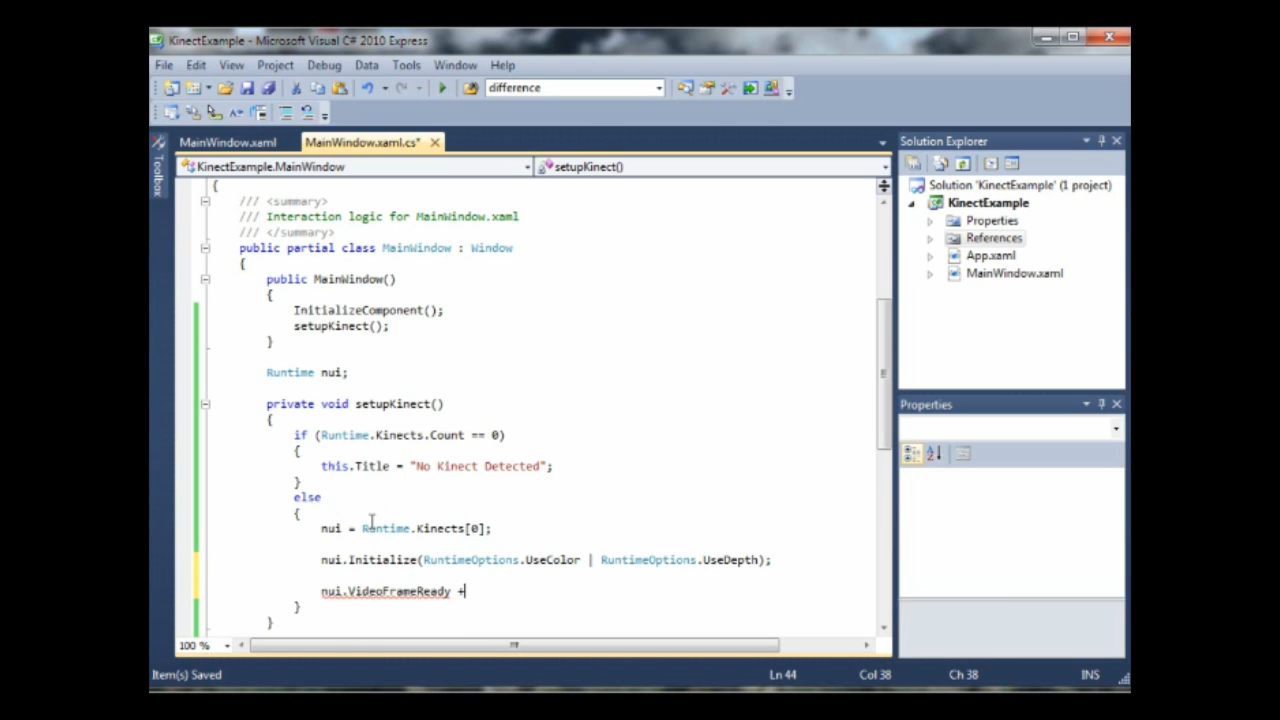 KinectExample - Microsoft Visual C# 2010 Express
File Edit View Project Debug Data Tools Window Help
difference
MainWindow.xaml MainWindow.xaml.cs*
Toolbox
KinectExample.MainWindow setupKinect()
{
/// <summary>
/// Interaction logic for MainWindow.xaml
/// </summary>
public partial class MainWindow : Window
{
public MainWindow()
{
InitializeComponent();
setupKinect();
}
Runtime nui;
private void setupKinect()
{
if (Runtime.Kinects.Count == 0)
{
this.Title = "No Kinect Detected";
}
else
{
nui = Runtime.Kinects[0];
nui.Initialize(RuntimeOptions.UseColor | RuntimeOptions.UseDepth);
nui.VideoFrameReady +
}
}
100 %
Solution Explorer
Solution 'KinectExample' (1 project)
KinectExample
Properties
References
App.xaml
MainWindow.xaml
Properties
Item(s) Saved Ln 44 Col 38 Ch 38 INS